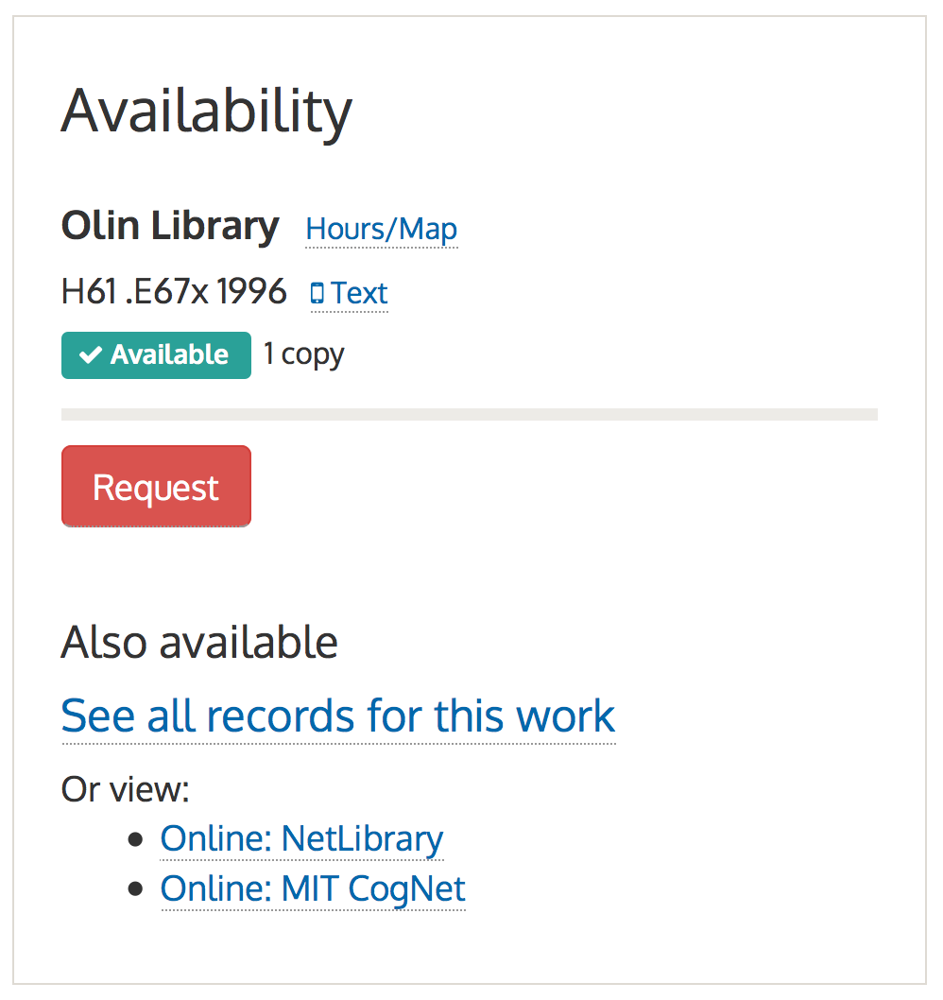 Availability
Olin Library Hours/Map
H61 .E67x 1996 Text
Available 1 copy
Request
Also available
See all records for this work
Or view:
Online: NetLibrary
Online: MIT CogNet